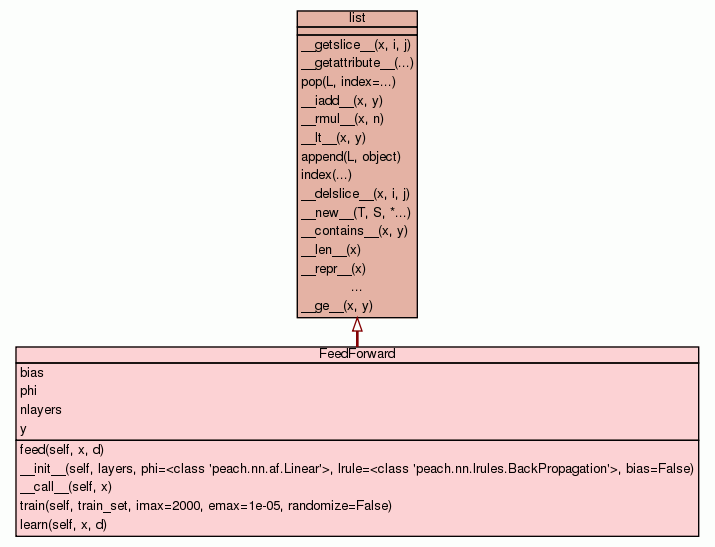 list
__getslice__(x, i, j)
__getattribute__(...)
pop(L, index=...)
__iadd__(x, y)
__rmul__(x, n)
__lt__(x, y)
append(L, object)
index(...)
__delslice__(x, i, j)
__new__(T, S, *...)
__contains__(x, y)
__len__(x)
__repr__(x)
...
__ge__(x, y)
FeedForward
bias
phi
nlayers
y
feed(self, x, d)
__init__(self, layers, phi=<class 'peach.nn.af.Linear'>, lrule=<class 'peach.nn.lrules.BackPropagation'>, bias=False)
__call__(self, x)
train(self, train_set, imax=2000, emax=1e-05, randomize=False)
learn(self, x, d)